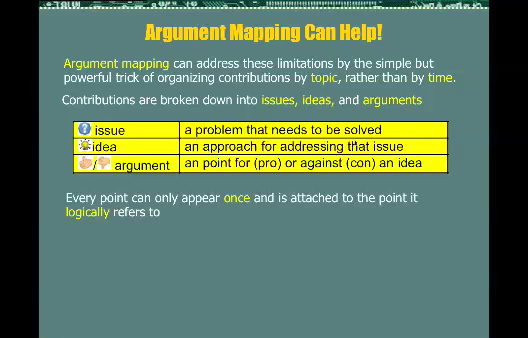 Argument Mapping Can Help!
Argument mapping can address these limitations by the simple but
powerful trick of organizing contributions by topic, rather than by time.
Contributions are broken down into issues, ideas, and arguments
issue a problem that needs to be solved
idea an approach for addressing that issue
/ argument an point for (pro) or against (con) an idea
Every point can only appear once and is attached to the point it
logically refers to